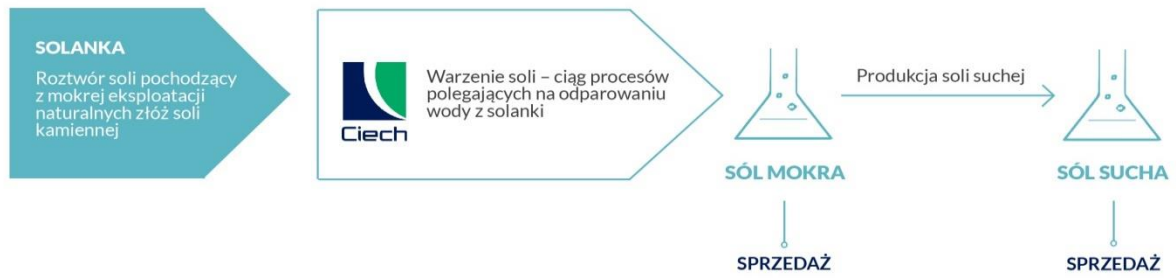 SOLANKA
Roztwór soli pochodzący
z mokrej eksploatacji
naturalnych złóż soli
kamiennej
Ciech
Warzenie soli – ciąg procesów
polegających na odparowaniu
wody z solanki
Produkcja soli suchej
SÓL MOKRA
SÓL SUCHA
SPRZEDAŻ
SPRZEDAŻ